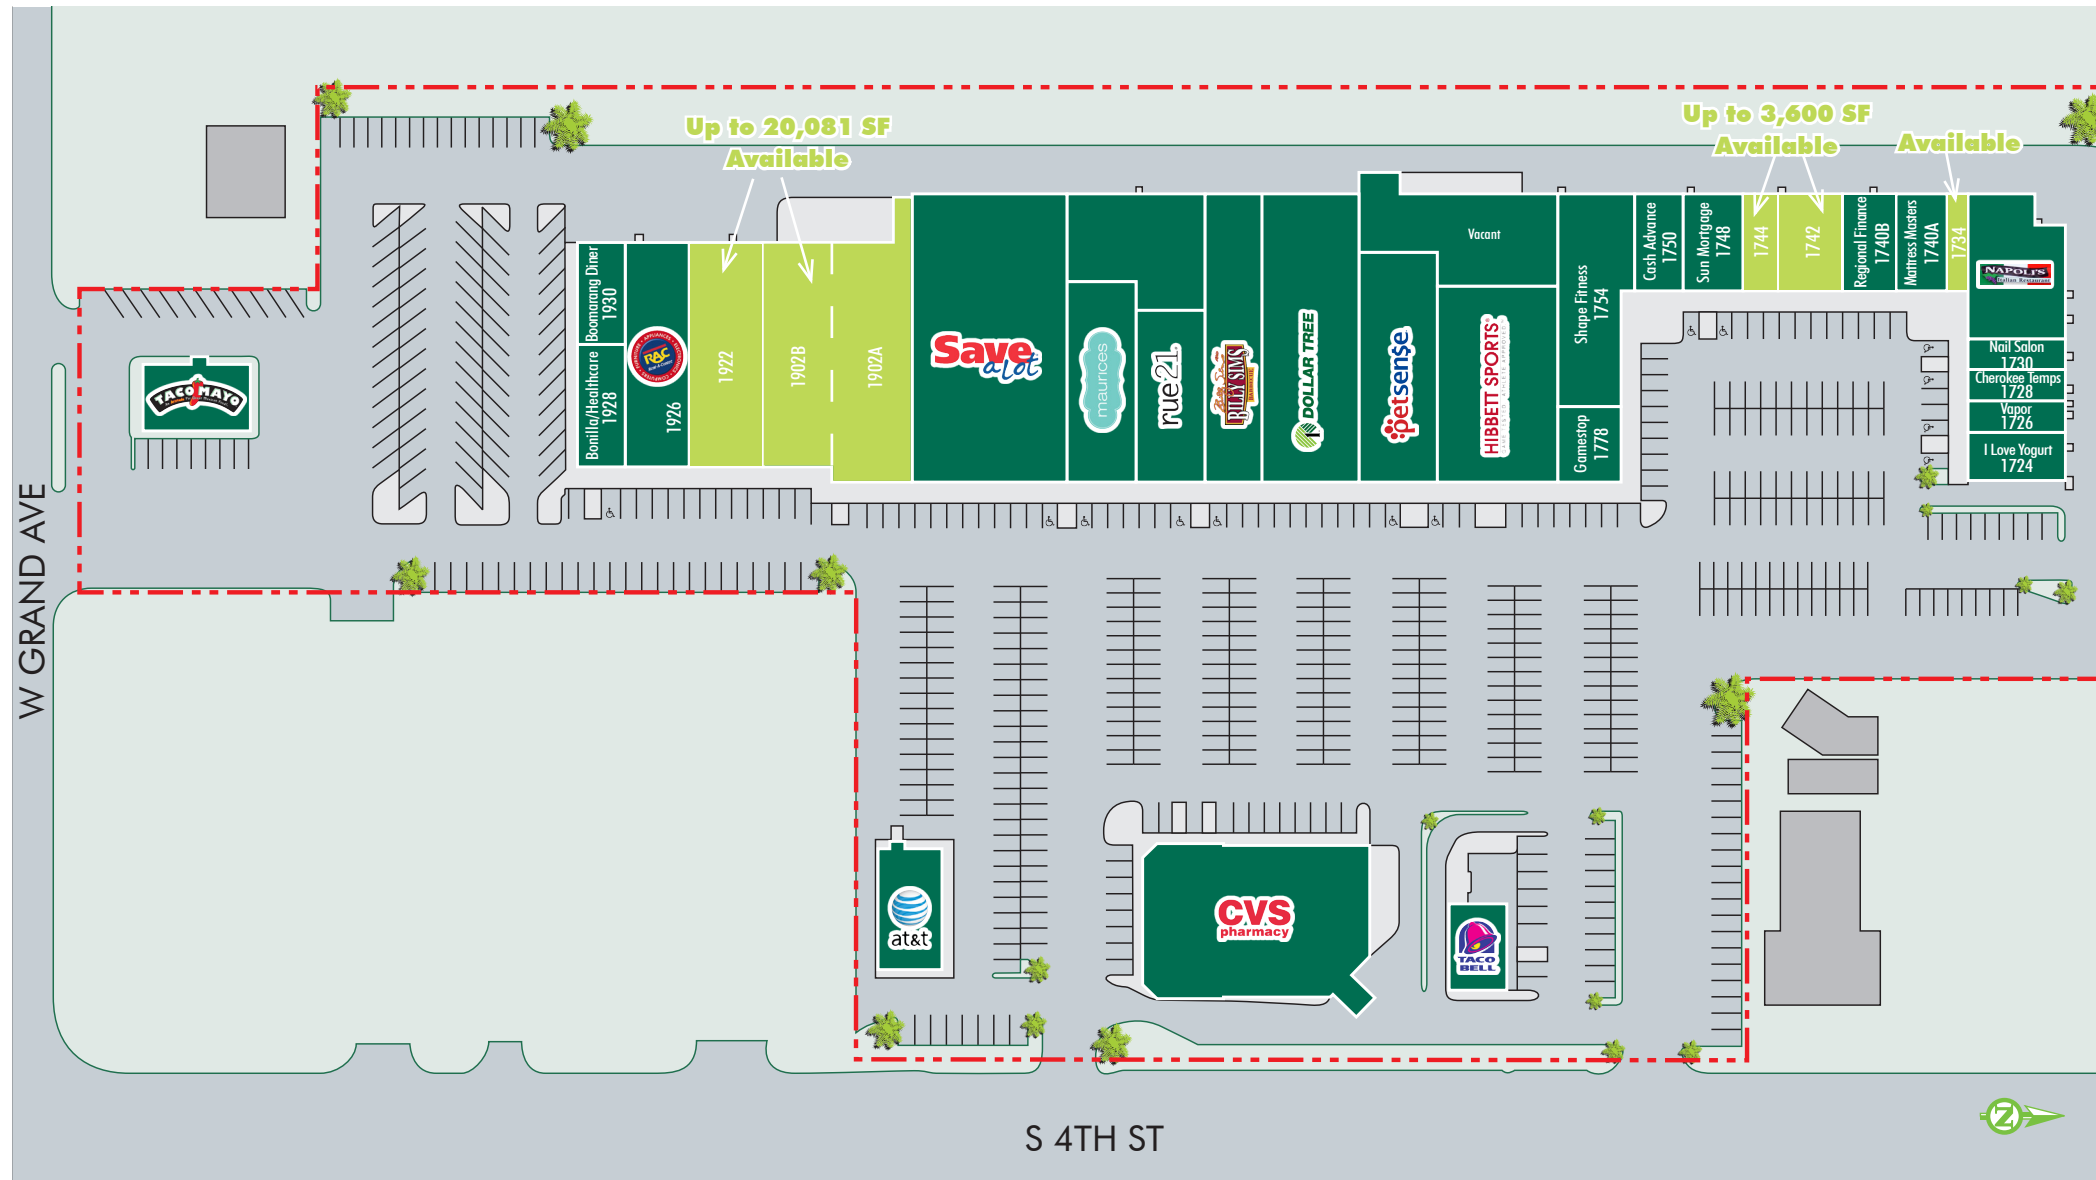 Up to 20,081 SF
Available
Up to 3,600 SF
Available
Available
Boomarang Diner
1930
Bonilla/Healthcare
1928
RAC
1926
1922
1902B
1902A
Save
a lot
maurices
rue21
BILLY SIMS
BARBECUE
DOLLAR TREE
petsense
Vacant
HIBBETT SPORTS
Shape Fitness
1754
Gamestop
1778
Cash Advance
1750
Sun Mortgage
1748
1744
1742
Regional Finance
1740B
Mattress Masters
1740A
1734
NAPOLI'S
Italian Restaurant
Nail Salon
1730
Cherokee Temps
1728
Vapor
1726
I Love Yogurt
1724
TACO MAYO
W GRAND AVE
at&t
CVS
pharmacy
TACO
BELL
S 4TH ST
N